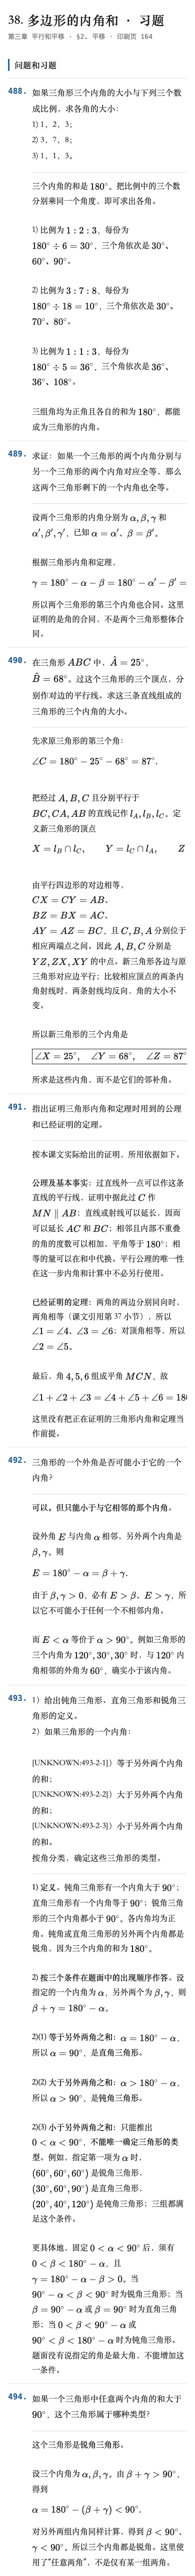 38. 多边形的内角和 · 习题
第三章 平行和平移 · §2. 平移 · 印刷页 164
问题和习题
488. 如果三角形三个内角的大小与下列三个数
成比例，求各角的大小：
1) 1, 2, 3；
2) 3, 7, 8；
3) 1, 1, 3。
三个内角的和是 180°。把比例中的三个数
分别乘同一个角度，即可求出各角。
1) 比例为 1 : 2 : 3，每份为
180° ÷ 6 = 30°，三个角依次是 30°、
60°、90°。
2) 比例为 3 : 7 : 8，每份为
180° ÷ 18 = 10°，三个角依次是 30°、
70°、80°。
3) 比例为 1 : 1 : 3，每份为
180° ÷ 5 = 36°，三个角依次是 36°、
36°、108°。
三组角均为正角且各自的和为 180°，都能
成为三角形的内角。
489. 求证：如果一个三角形的两个内角分别与
另一个三角形的两个内角对应全等，那么
这两个三角形剩下的一个内角也全等。
设两个三角形的内角分别为 α, β, γ 和
α′, β′, γ′，已知 α = α′、β = β′。
根据三角形内角和定理，
γ = 180° − α − β = 180° − α′ − β′ =
所以两个三角形的第三个内角也全等。这里
证明的是角的全等，不是两个三角形整体全
等。
490. 在三角形 ABC 中，Â = 25°，
B̂ = 68°。过这个三角形的三个顶点，分
别作对边的平行线。求这三条直线组成的
三角形的三个内角的大小。
先求原三角形的第三个角：
∠C = 180° − 25° − 68° = 87°.
把经过 A, B, C 且分别平行于
BC, CA, AB 的直线记作 l_A, l_B, l_C。定
义新三角形的顶点
X = l_B ∩ l_C, Y = l_C ∩ l_A, Z
由平行四边形的对边相等，
CX = CY = AB、
BZ = BX = AC、
AY = AZ = BC，且 C, B, A 分别位于
相应两端点之间。因此 A, B, C 分别是
YZ, ZX, XY 的中点。新三角形各边与原
三角形对应边平行；比较相对应顶点的两条内
角射线时，两条射线均反向，角的大小不
变。
所以新三角形的三个内角是
∠X = 25°, ∠Y = 68°, ∠Z = 87°
所求是这些内角，而不是它们的邻补角。
491. 指出证明三角形内角和定理时用到的公理
和已经证明的定理。
按本课文实际给出的证明，所用依据如下。
公理及基本事实：过直线外一点可以作这条
直线的平行线，证明中据此过 C 作
MN ∥ AB；直线或射线可以延长，因而
可以延长 AC 和 BC；相邻且内部不重叠
的角的度数可以相加，平角等于 180°；相
等的量可以在和中代换。平行公理的唯一性
在这一步内角和计算中不必另行使用。
已经证明的定理：两角的两边分别同向时，
两角相等（课文引用第 37 小节），所以
∠1 = ∠4、∠3 = ∠6；对顶角相等，所以
∠2 = ∠5。
最后，角 4, 5, 6 组成平角 MCN，故
∠1 + ∠2 + ∠3 = ∠4 + ∠5 + ∠6 = 180
这里没有把正在证明的三角形内角和定理当
作前提。
492. 三角形的一个外角是否可能小于它的一个
内角？
可以，但只能小于与它相邻的那个内角。
设外角 E 与内角 α 相邻，另外两个内角是
β, γ。则
E = 180° − α = β + γ.
由于 β, γ > 0，必有 E > β、E > γ，所
以它不可能小于任何一个不相邻内角。
而 E < α 等价于 α > 90°。例如三角形的
三个内角为 120°, 30°, 30° 时，与 120° 内
角相邻的外角为 60°，确实小于该内角。
493. 1）给出钝角三角形、直角三角形和锐角三
角形的定义。
2）如果三角形的一个内角：
[UNKNOWN:493-2-1]）等于另外两个内角
的和；
[UNKNOWN:493-2-2]）大于另外两个内角
的和；
[UNKNOWN:493-2-3]）小于另外两个内角
的和。
按角分类，确定这些三角形的类型。
1) 定义。钝角三角形有一个内角大于 90°；
直角三角形有一个内角等于 90°；锐角三角
形的三个内角都小于 90°。各内角均为正
角。钝角或直角三角形的另外两个内角都是
锐角，因为三个内角的和为 180°。
2) 按三个条件在题面中的出现顺序作答。设
指定的一个内角为 α，另外两个为 β, γ，则
β + γ = 180° − α。
2)(1) 等于另外两角之和：α = 180° − α，
所以 α = 90°，是直角三角形。
2)(2) 大于另外两角之和：α > 180° − α，
所以 α > 90°，是钝角三角形。
2)(3) 小于另外两角之和：只能推出
0 < α < 90°，不能唯一确定三角形的类
型。例如，指定第一项为 α 时，
(60°, 60°, 60°) 是锐角三角形，
(30°, 60°, 90°) 是直角三角形，
(20°, 40°, 120°) 是钝角三角形；三组都满
足这个条件。
更具体地，固定 0 < α < 90° 后，须有
0 < β < 180° − α，且
γ = 180° − α − β > 0。当
90° − α < β < 90° 时为锐角三角形；当
β = 90° − α 或 β = 90° 时为直角三角
形；当 0 < β < 90° − α 或
90° < β < 180° − α 时为钝角三角形。
题面没有说指定的角是最大角，不能增加这
一条件。
494. 如果一个三角形中任意两个内角的和大于
90°，这个三角形属于哪种类型？
这个三角形是锐角三角形。
设三个内角为 α, β, γ。由 β + γ > 90°，
得到
α = 180° − (β + γ) < 90°.
对另外两组内角同样计算，得到 β < 90°、
γ < 90°。所以三个内角都是锐角。这里使
用了“任意两角”，不是仅有某一组两角。